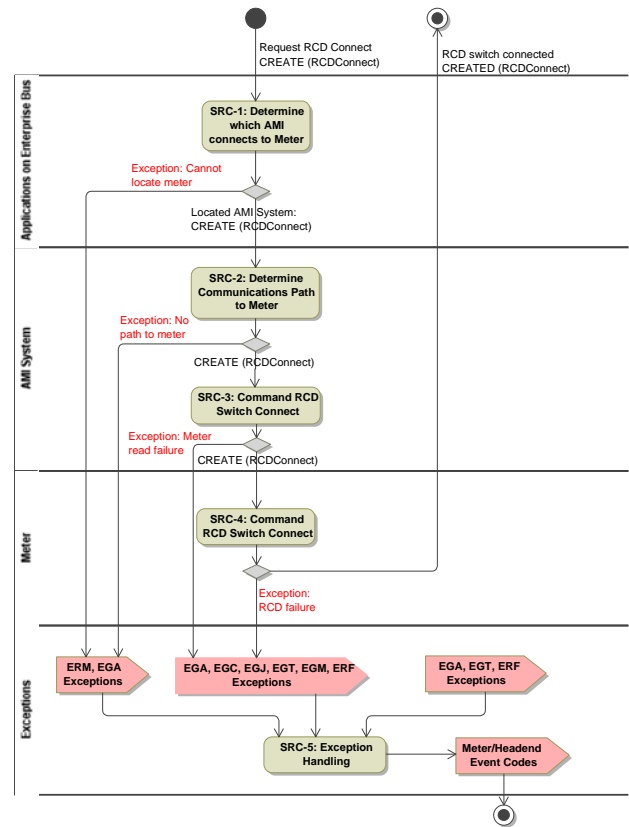 Request RCD Connect
CREATE (RCDConnect)
RCD switch connected
CREATED (RCDConnect)
Applications on Enterprise Bus
SRC-1: Determine
which AMI
connects to Meter
Exception: Cannot
locate meter
Located AMI System:
CREATE (RCDConnect)
AMI System
SRC-2: Determine
Communications Path
to Meter
Exception: No
path to meter
CREATE (RCDConnect)
SRC-3: Command RCD
Switch Connect
Exception: Meter
read failure
CREATE (RCDConnect)
Meter
SRC-4: Command
RCD Switch Connect
Exception:
RCD failure
Exceptions
ERM, EGA
Exceptions
EGA, EGC, EGJ, EGT, EGM, ERF
Exceptions
EGA, EGT, ERF
Exceptions
SRC-5: Exception
Handling
Meter/Headend
Event Codes